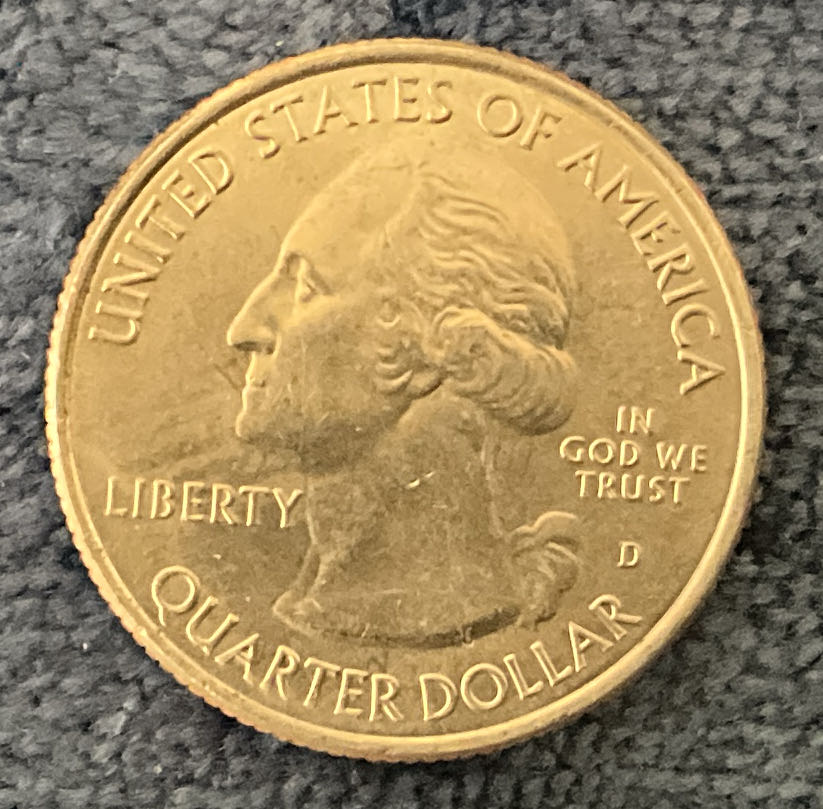 UNITED STATES OF AMERICA
LIBERTY
IN
GOD WE
TRUST
D
QUARTER DOLLAR